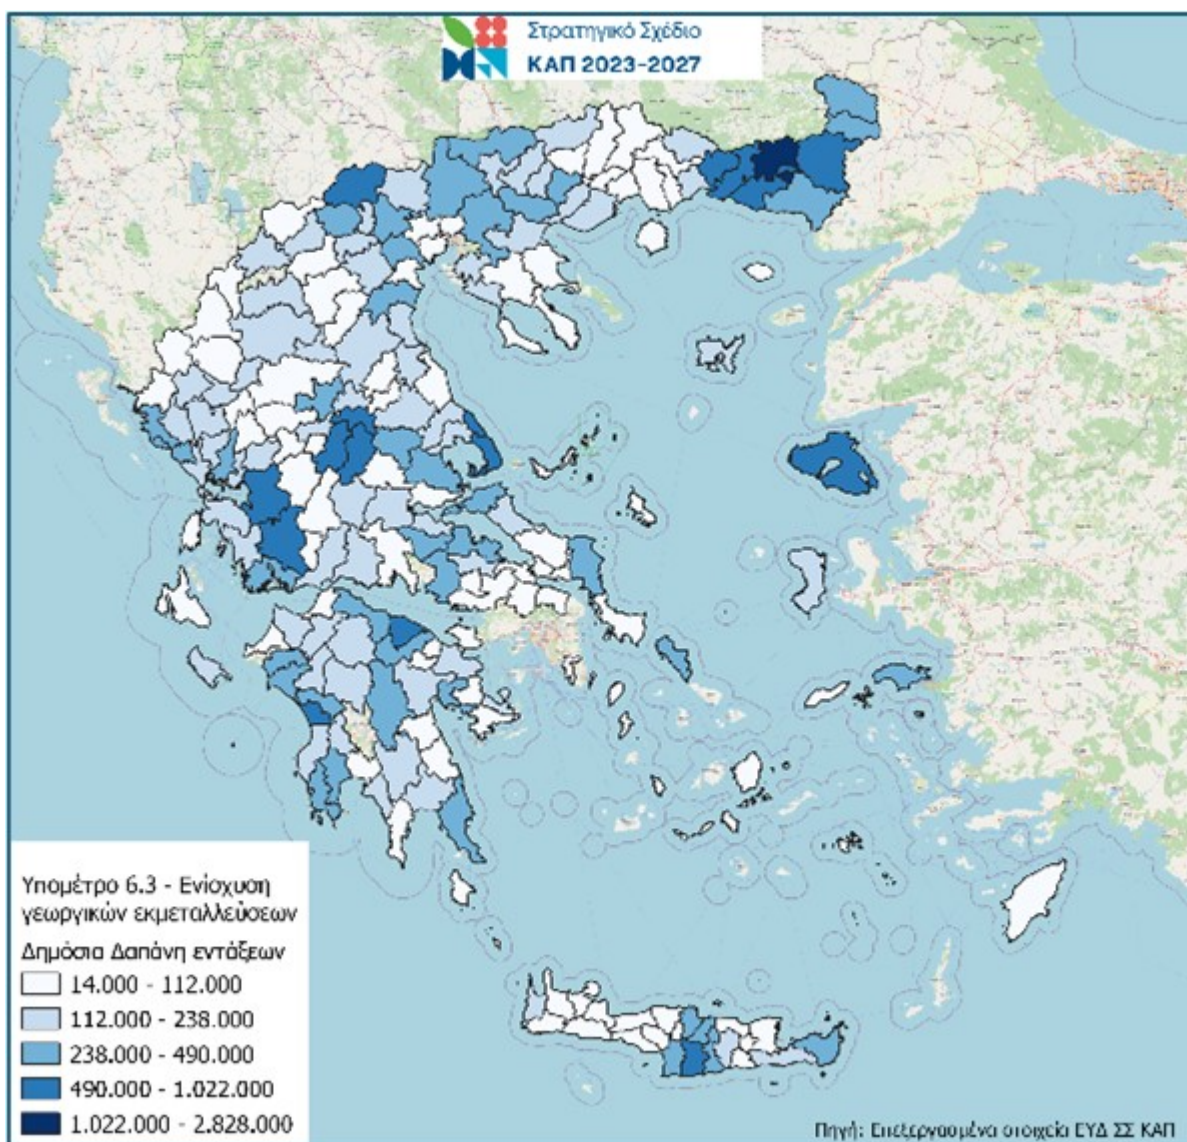 Στρατηγικό Σχέδιο
ΚΑΠ 2023-2027
Υπομέτρο 6.3 - Ενίσχυση
γεωργικών εκμεταλλεύσεων
Δημόσια Δαπάνη εντάξεων
14.000 - 112.000
112.000 - 238.000
238.000 - 490.000
490.000 - 1.022.000
1.022.000 - 2.828.000
Πηγή: Επεξεργασμένα στοιχεία ΕΥΔ ΣΣ ΚΑΠ